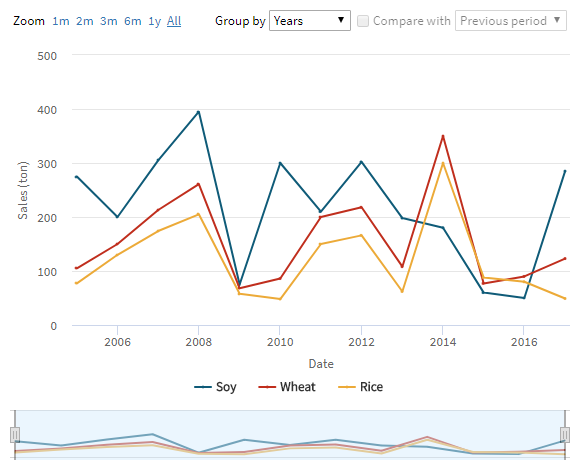 Zoom 1m 2m 3m 6m 1y All Group by Years Compare with Previous period
500
400
300
200
100
0
Sales (ton)
2006 2008 2010 2012 2014 2016
Date
Soy Wheat Rice